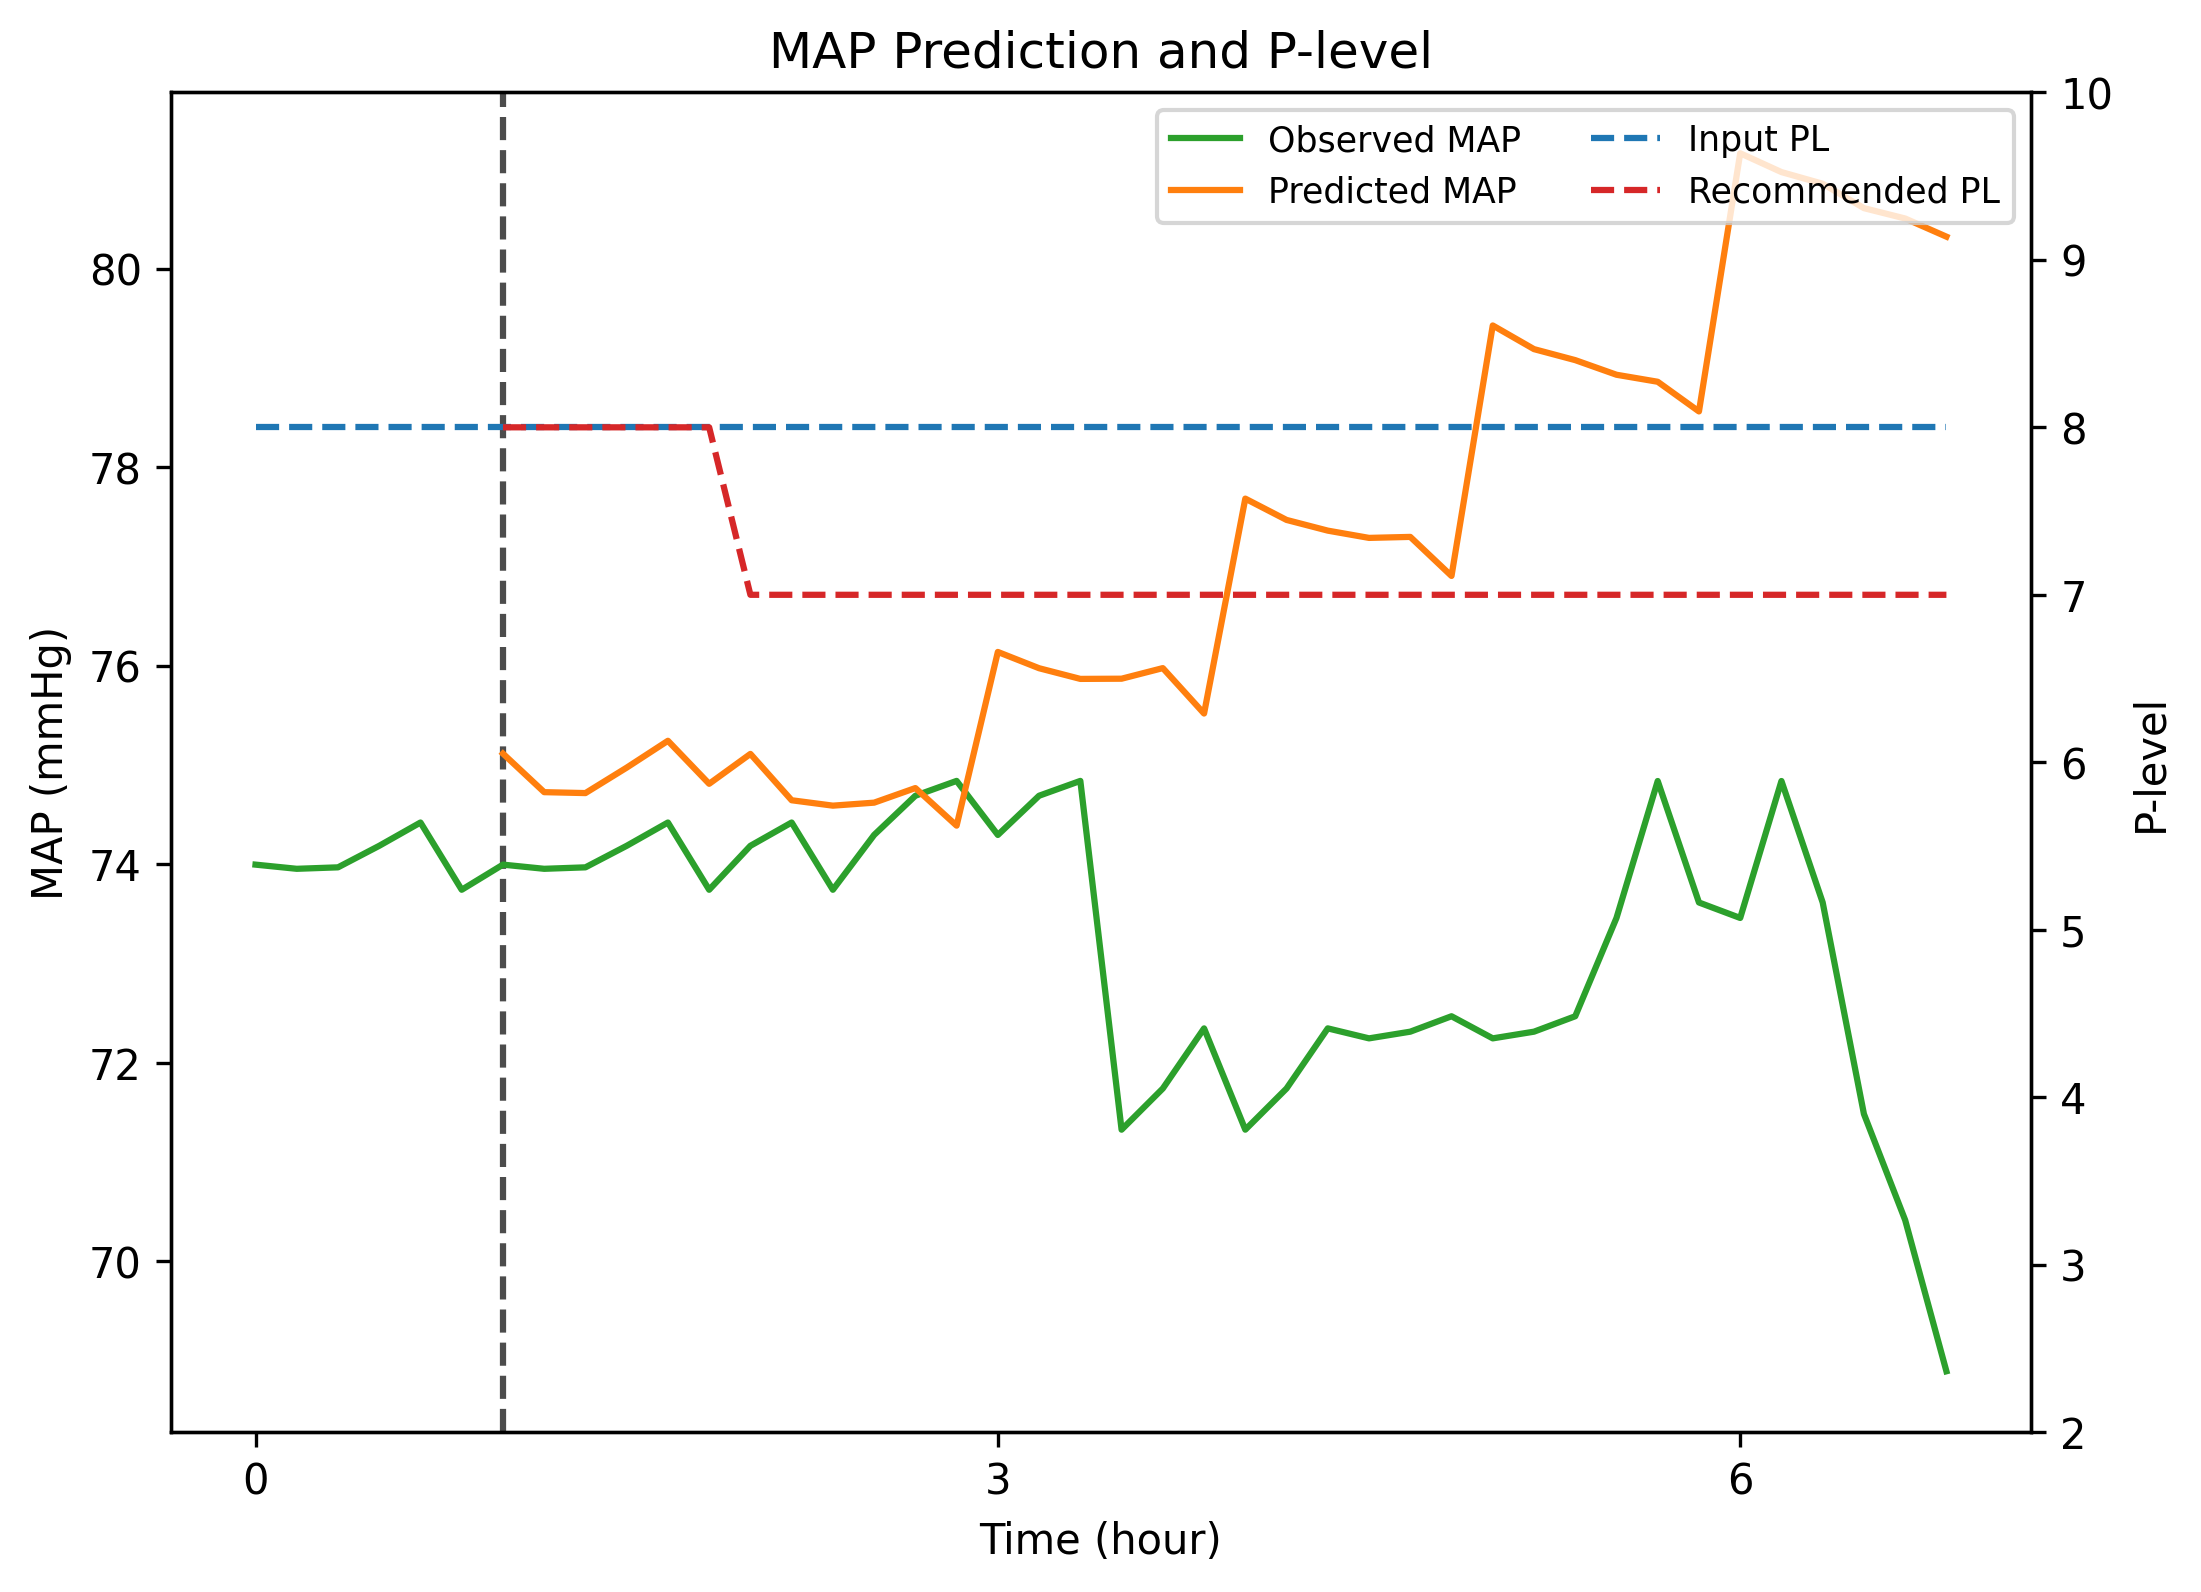 MAP Prediction and P-level
Observed MAP
Predicted MAP
Input PL
Recommended PL
MAP (mmHg)
80
78
76
74
72
70
10
9
8
7
6
5
4
3
2
P-level
0
3
6
Time (hour)